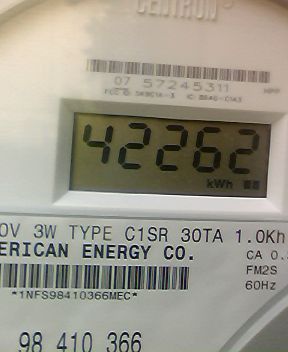 CENTRON
07 57245311
42262
kWh
0V 3W TYPE C1SR 30TA 1.0Kh
ERICAN ENERGY CO.
CA 0.
FM2S
*1NFS98410366MEC*
60Hz
98 410 366